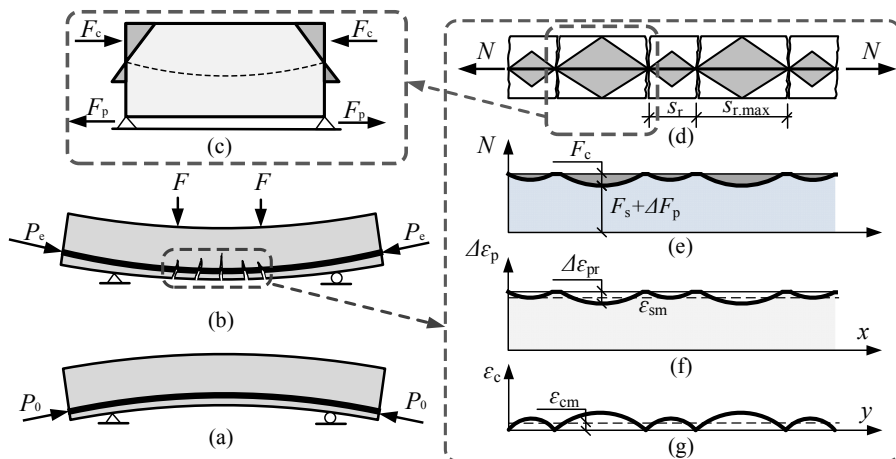 F_c F_c
F_p F_p
(c)
F F
P_e P_e
(b)
P_0 P_0
(a)
N N
s_r s_r.max
(d)
N F_c
F_s+ΔF_p
(e)
Δε_p Δε_pr
ε_sm
x
(f)
ε_c ε_cm
y
(g)